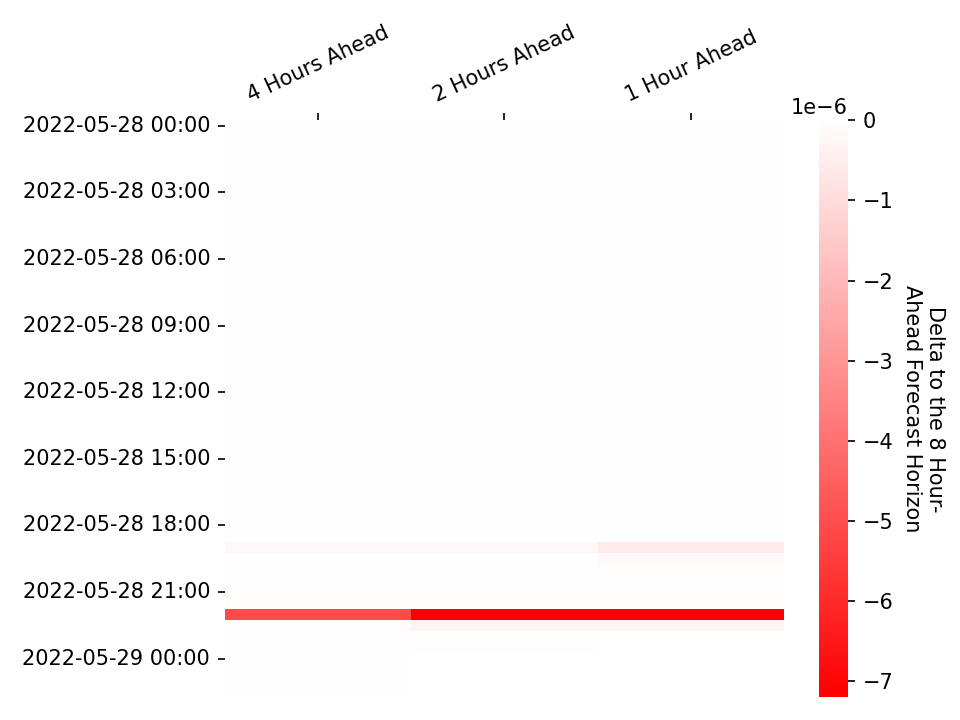 4 Hours Ahead
2 Hours Ahead
1 Hour Ahead
1e−6
2022-05-28 00:00
2022-05-28 03:00
2022-05-28 06:00
2022-05-28 09:00
2022-05-28 12:00
2022-05-28 15:00
2022-05-28 18:00
2022-05-28 21:00
2022-05-29 00:00
0
−1
−2
−3
−4
−5
−6
−7
Delta to the 8 Hour-
Ahead Forecast Horizon